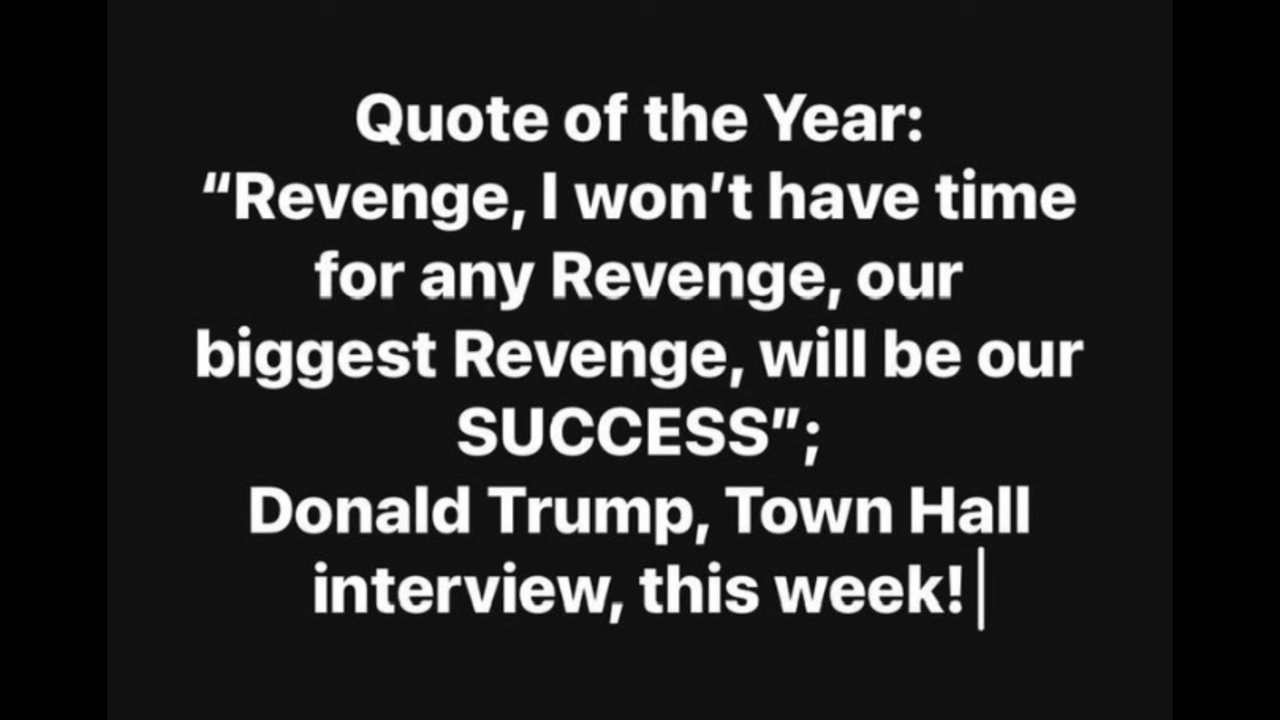 Quote of the Year:
“Revenge, I won’t have time
for any Revenge, our
biggest Revenge, will be our
SUCCESS”;
Donald Trump, Town Hall
interview, this week!